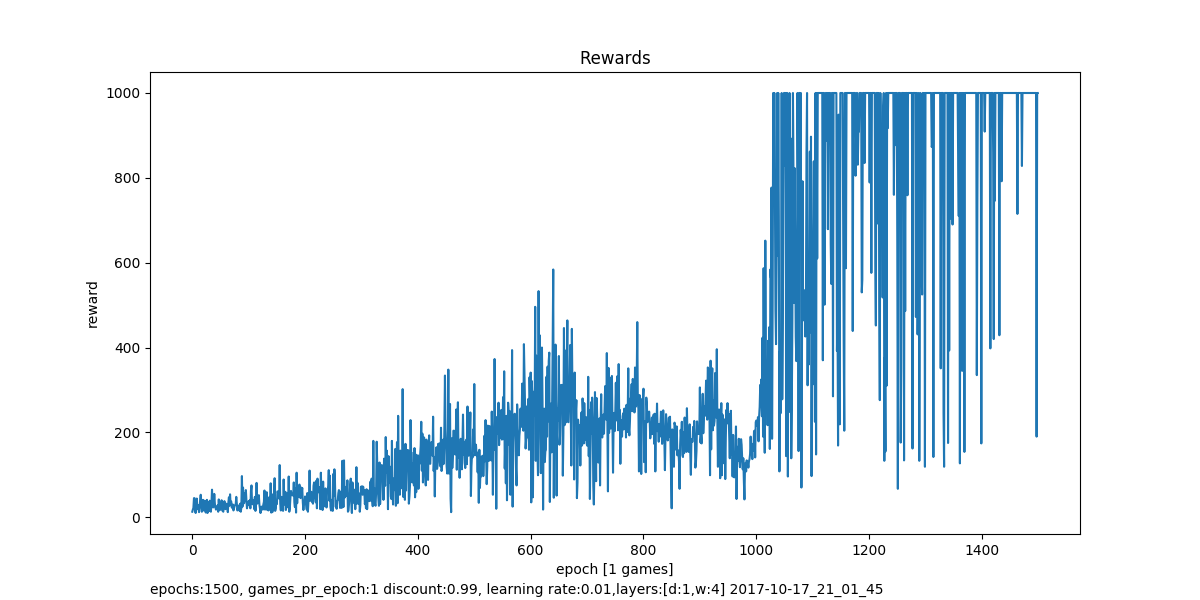 Rewards
1000
800
600
400
200
0
reward
0 200 400 600 800 1000 1200 1400
epoch [1 games]
epochs:1500, games_pr_epoch:1 discount:0.99, learning rate:0.01,layers:[d:1,w:4] 2017-10-17_21_01_45